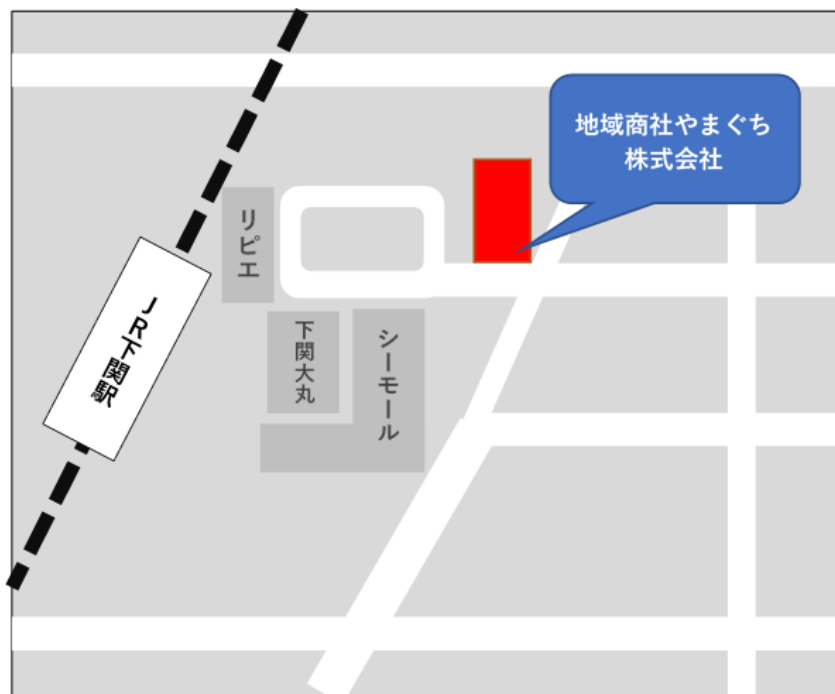 地域商社やまぐち
株式会社
リピエ
JR下関駅
下関大丸
シーモール